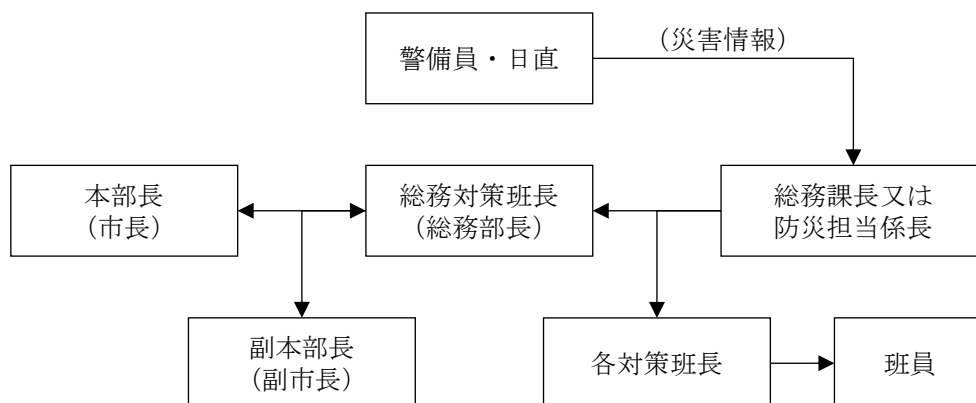 警備員・日直
（災害情報）
本部長
（市長）
総務対策班長
（総務部長）
総務課長又は
防災担当係長
副本部長
（副市長）
各対策班長
班員